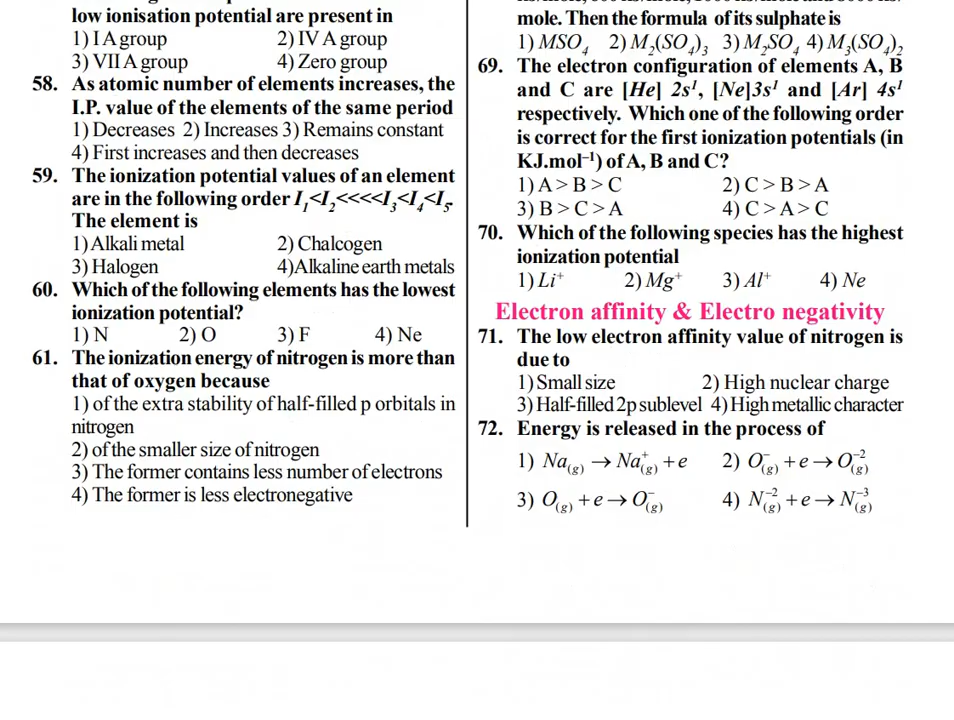 low ionisation potential are present in
1) I A group 2) IV A group
3) VII A group 4) Zero group
58. As atomic number of elements increases, the
I.P. value of the elements of the same period
1) Decreases 2) Increases 3) Remains constant
4) First increases and then decreases
59. The ionization potential values of an element
are in the following order I₁<I₂<<<<I₃<I₄<I₅.
The element is
1) Alkali metal 2) Chalcogen
3) Halogen 4)Alkaline earth metals
60. Which of the following elements has the lowest
ionization potential?
1) N 2) O 3) F 4) Ne
61. The ionization energy of nitrogen is more than
that of oxygen because
1) of the extra stability of half-filled p orbitals in
nitrogen
2) of the smaller size of nitrogen
3) The former contains less number of electrons
4) The former is less electronegative
mole. Then the formula of its sulphate is
1) MSO₄ 2) M₂(SO₄)₃ 3) M₂SO₄ 4) M₃(SO₄)₂
69. The electron configuration of elements A, B
and C are [He] 2s¹, [Ne]3s¹ and [Ar] 4s¹
respectively. Which one of the following order
is correct for the first ionization potentials (in
KJ.mol⁻¹) of A, B and C?
1) A > B > C 2) C > B > A
3) B > C > A 4) C > A > C
70. Which of the following species has the highest
ionization potential
1) Li⁺ 2) Mg⁺ 3) Al⁺ 4) Ne
Electron affinity & Electro negativity
71. The low electron affinity value of nitrogen is
due to
1) Small size 2) High nuclear charge
3) Half-filled 2p sublevel 4) High metallic character
72. Energy is released in the process of
1) Na₍g₎ → Na⁺₍g₎ + e 2) O⁻₍g₎ + e → O⁻²₍g₎
3) O₍g₎ + e → O⁻₍g₎ 4) N⁻²₍g₎ + e → N⁻³₍g₎